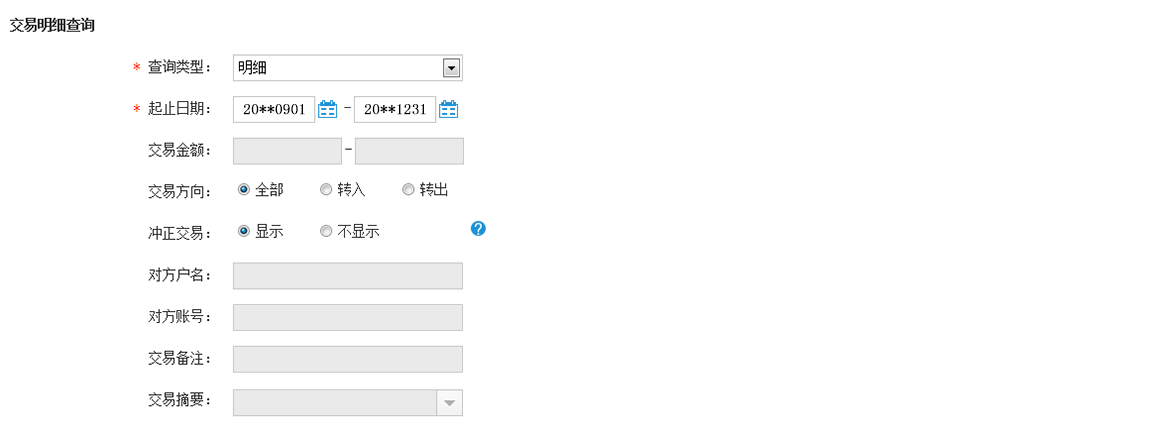 交易明细查询
* 查询类型： 明细
* 起止日期： 20**0901 - 20**1231
交易金额： -
交易方向： 全部 转入 转出
冲正交易： 显示 不显示 ?
对方户名：
对方账号：
交易备注：
交易摘要：